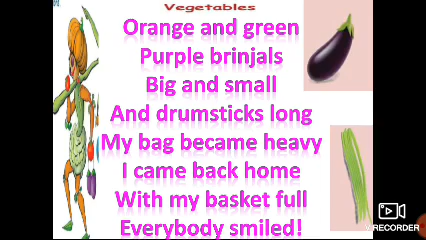 Vegetables
Orange and green
Purple brinjals
Big and small
And drumsticks long
My bag became heavy
I came back home
With my basket full
Everybody smiled!
RECORDER